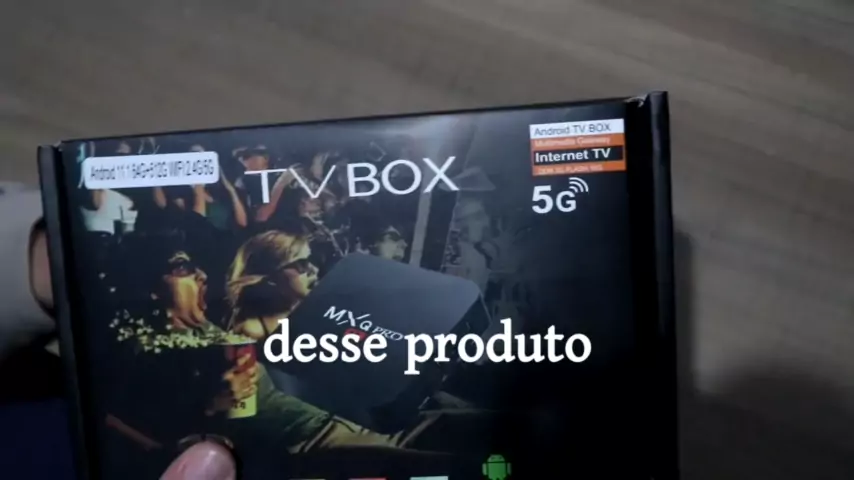 Android 11.1 64G+512G WIFI 2.4G/5G
TV BOX
Android TV BOX
Multimedia Gateway
Internet TV
5G
MXQ PRO
desse produto